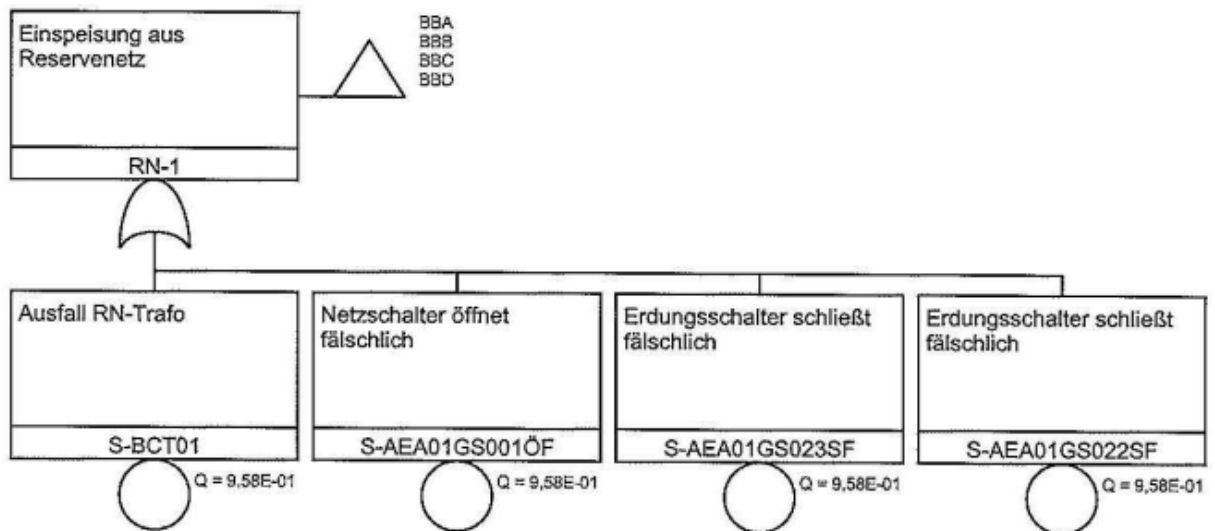 Einspeisung aus
Reservenetz
RN-1
BBA
BBB
BBC
BBD
Ausfall RN-Trafo
S-BCT01
Q = 9,58E-01
Netzschalter öffnet
fälschlich
S-AEA01GS001ÖF
Q = 9,58E-01
Erdungsschalter schließt
fälschlich
S-AEA01GS023SF
Q = 9,58E-01
Erdungsschalter schließt
fälschlich
S-AEA01GS022SF
Q = 9,58E-01